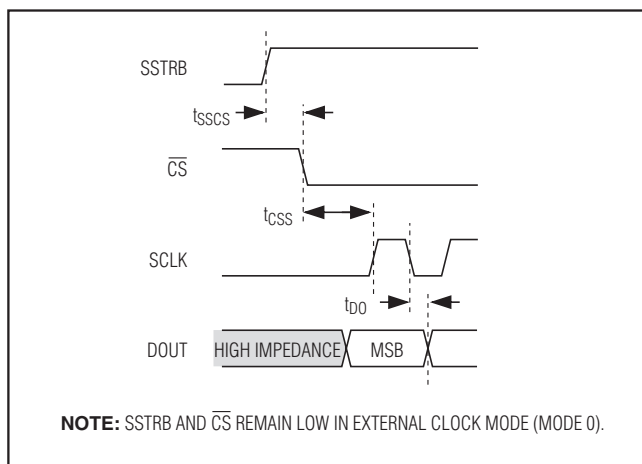 SSTRB
tSSCS
CS
tCSS
SCLK
tDO
DOUT HIGH IMPEDANCE MSB
NOTE: SSTRB AND CS REMAIN LOW IN EXTERNAL CLOCK MODE (MODE 0).